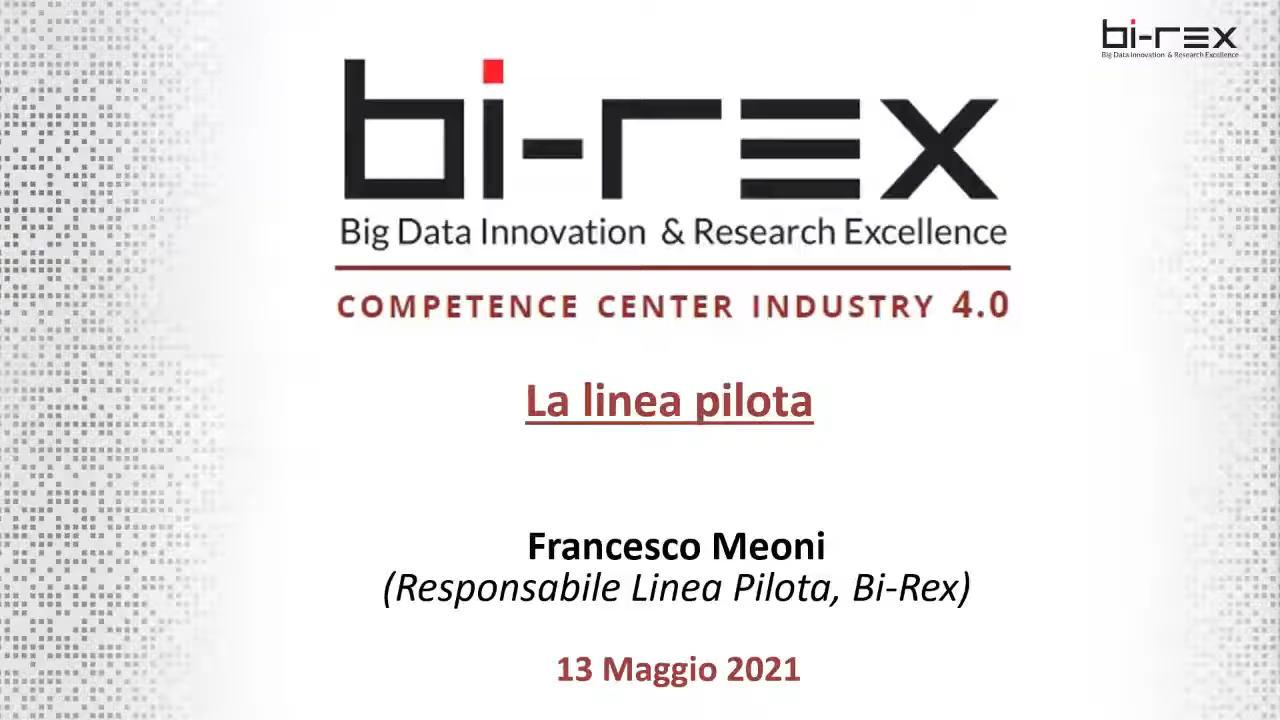 bi-rex
Big Data Innovation & Research Excellence
bi-rex
Big Data Innovation & Research Excellence
COMPETENCE CENTER INDUSTRY 4.0
La linea pilota
Francesco Meoni
(Responsabile Linea Pilota, Bi-Rex)
13 Maggio 2021